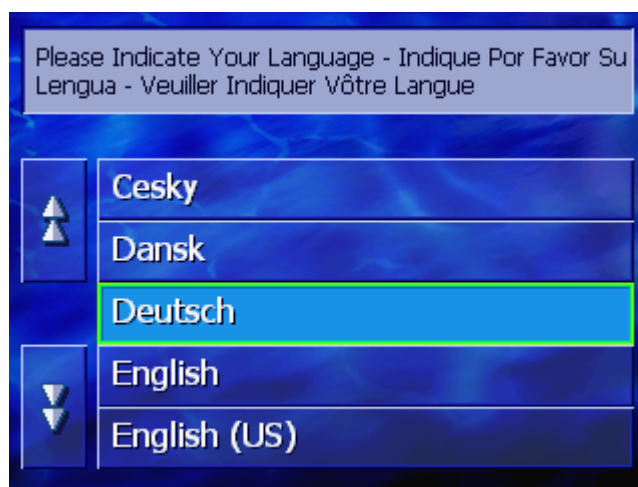 Please Indicate Your Language - Indique Por Favor Su
Lengua - Veuiller Indiquer Vôtre Langue
Cesky
Dansk
Deutsch
English
English (US)